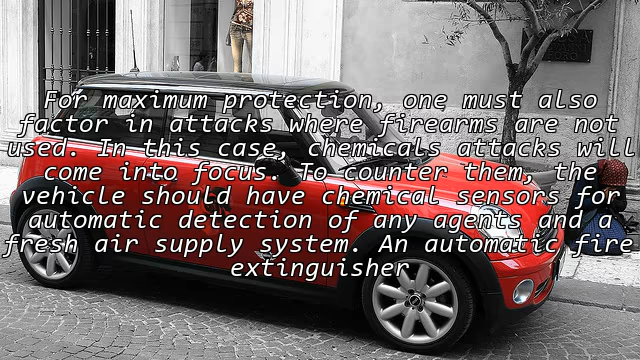 For maximum protection, one must also
factor in attacks where firearms are not
used. In this case, chemicals attacks will
come into focus. To counter them, the
vehicle should have chemical sensors for
automatic detection of any agents and a
fresh air supply system. An automatic fire
extinguisher